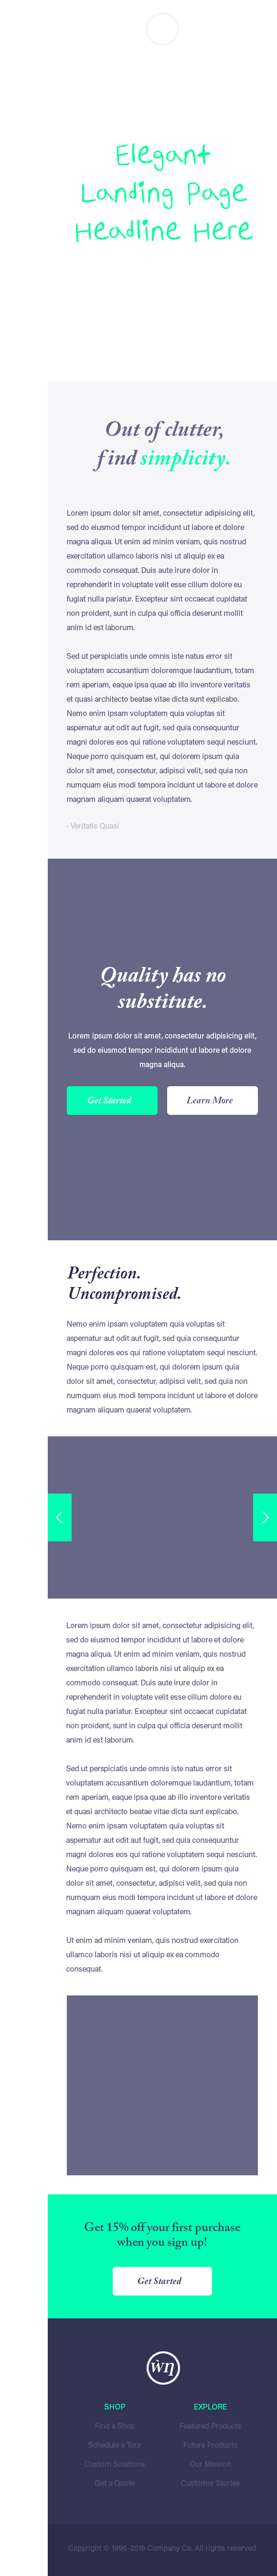 Elegant
Landing Page
Headline Here
Out of clutter,
find simplicity.
Lorem ipsum dolor sit amet, consectetur adipisicing elit,
sed do eiusmod tempor incididunt ut labore et dolore
magna aliqua. Ut enim ad minim veniam, quis nostrud
exercitation ullamco laboris nisi ut aliquip ex ea
commodo consequat. Duis aute irure dolor in
reprehenderit in voluptate velit esse cillum dolore eu
fugiat nulla pariatur. Excepteur sint occaecat cupidatat
non proident, sunt in culpa qui officia deserunt mollit
anim id est laborum.
Sed ut perspiciatis unde omnis iste natus error sit
voluptatem accusantium doloremque laudantium, totam
rem aperiam, eaque ipsa quae ab illo inventore veritatis
et quasi architecto beatae vitae dicta sunt explicabo.
Nemo enim ipsam voluptatem quia voluptas sit
aspernatur aut odit aut fugit, sed quia consequuntur
magni dolores eos qui ratione voluptatem sequi nesciunt.
Neque porro quisquam est, qui dolorem ipsum quia
dolor sit amet, consectetur, adipisci velit, sed quia non
numquam eius modi tempora incidunt ut labore et dolore
magnam aliquam quaerat voluptatem.
- Veritatis Quasi
Quality has no
substitute.
Lorem ipsum dolor sit amet, consectetur adipisicing elit,
sed do eiusmod tempor incididunt ut labore et dolore
magna aliqua.
Get Started
Learn More
Perfection.
Uncompromised.
Nemo enim ipsam voluptatem quia voluptas sit
aspernatur aut odit aut fugit, sed quia consequuntur
magni dolores eos qui ratione voluptatem sequi nesciunt.
Neque porro quisquam est, qui dolorem ipsum quia
dolor sit amet, consectetur, adipisci velit, sed quia non
numquam eius modi tempora incidunt ut labore et dolore
magnam aliquam quaerat voluptatem.
Lorem ipsum dolor sit amet, consectetur adipisicing elit,
sed do eiusmod tempor incididunt ut labore et dolore
magna aliqua. Ut enim ad minim veniam, quis nostrud
exercitation ullamco laboris nisi ut aliquip ex ea
commodo consequat. Duis aute irure dolor in
reprehenderit in voluptate velit esse cillum dolore eu
fugiat nulla pariatur. Excepteur sint occaecat cupidatat
non proident, sunt in culpa qui officia deserunt mollit
anim id est laborum.
Sed ut perspiciatis unde omnis iste natus error sit
voluptatem accusantium doloremque laudantium, totam
rem aperiam, eaque ipsa quae ab illo inventore veritatis
et quasi architecto beatae vitae dicta sunt explicabo.
Nemo enim ipsam voluptatem quia voluptas sit
aspernatur aut odit aut fugit, sed quia consequuntur
magni dolores eos qui ratione voluptatem sequi nesciunt.
Neque porro quisquam est, qui dolorem ipsum quia
dolor sit amet, consectetur, adipisci velit, sed quia non
numquam eius modi tempora incidunt ut labore et dolore
magnam aliquam quaerat voluptatem.
Ut enim ad minim veniam, quis nostrud exercitation
ullamco laboris nisi ut aliquip ex ea commodo
consequat.
Get 15% off your first purchase
when you sign up!
Get Started
SHOP
Find a Shop
Schedule a Tour
Custom Solutions
Get a Quote
EXPLORE
Featured Products
Future Products
Our Mission
Customer Stories
Copyright © 1996-2016 Company Co. All rights reserved